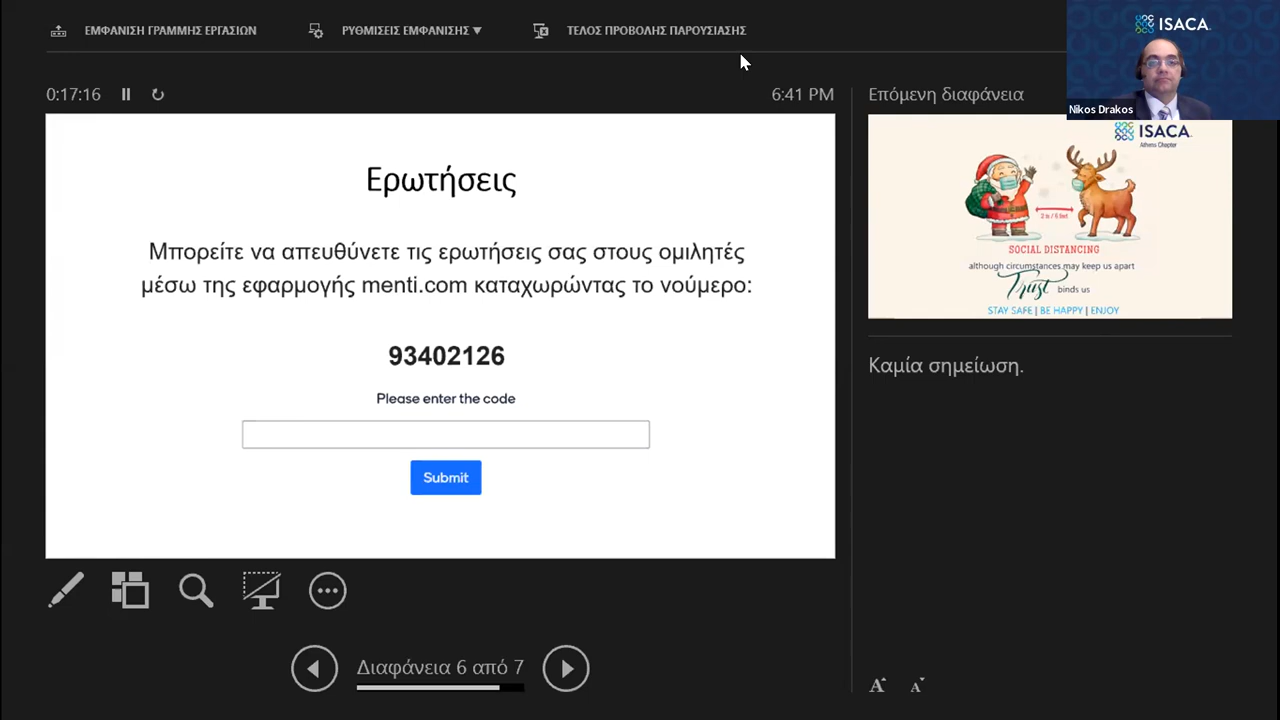 ΕΜΦΑΝΙΣΗ ΓΡΑΜΜΗΣ ΕΡΓΑΣΙΩΝ
ΡΥΘΜΙΣΕΙΣ ΕΜΦΑΝΙΣΗΣ ▼
ΤΕΛΟΣ ΠΡΟΒΟΛΗΣ ΠΑΡΟΥΣΙΑΣΗΣ
ISACA
Nikos Drakos
0:17:16
6:41 PM
Ερωτήσεις
Μπορείτε να απευθύνετε τις ερωτήσεις σας στους ομιλητές
μέσω της εφαρμογής menti.com καταχωρώντας το νούμερο:
93402126
Please enter the code
Submit
Διαφάνεια 6 από 7
Επόμενη διαφάνεια
ISACA
Athens Chapter
2 m / 6 feet
SOCIAL DISTANCING
although circumstances may keep us apart
Trust binds us
STAY SAFE | BE HAPPY | ENJOY
Καμία σημείωση.
A A